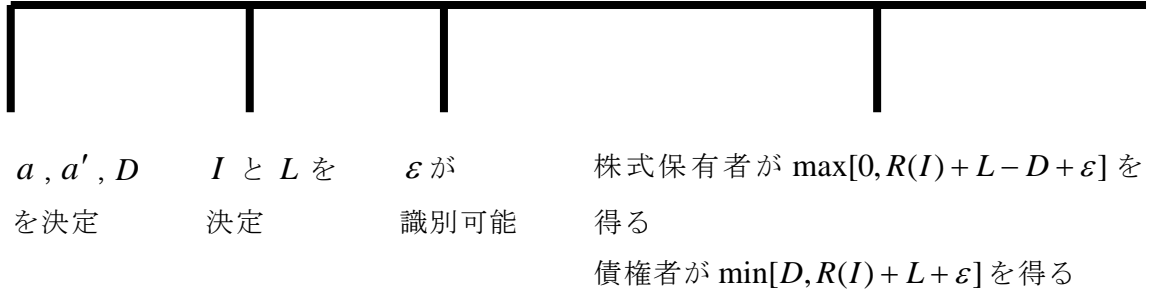 a , a′ , D
を決定
I と L を
決定
ε が
識別可能
株式保有者が max[0, R(I) + L − D + ε] を
得る
債権者が min[D, R(I) + L + ε] を得る